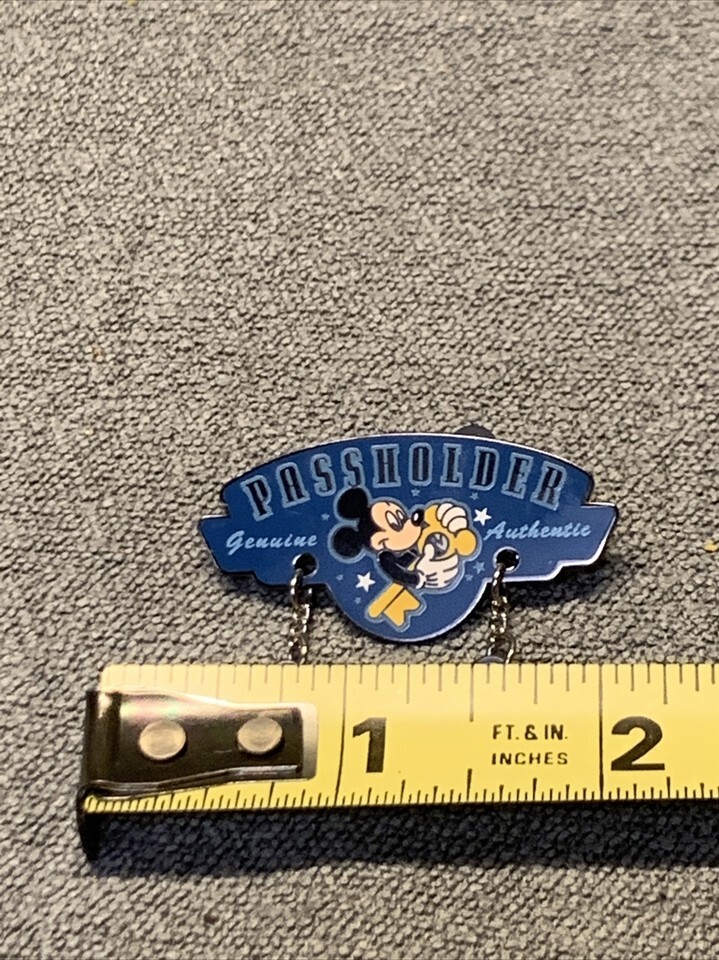 PASSHOLDER
Genuine Authentic
1 FT. & IN. 2
INCHES